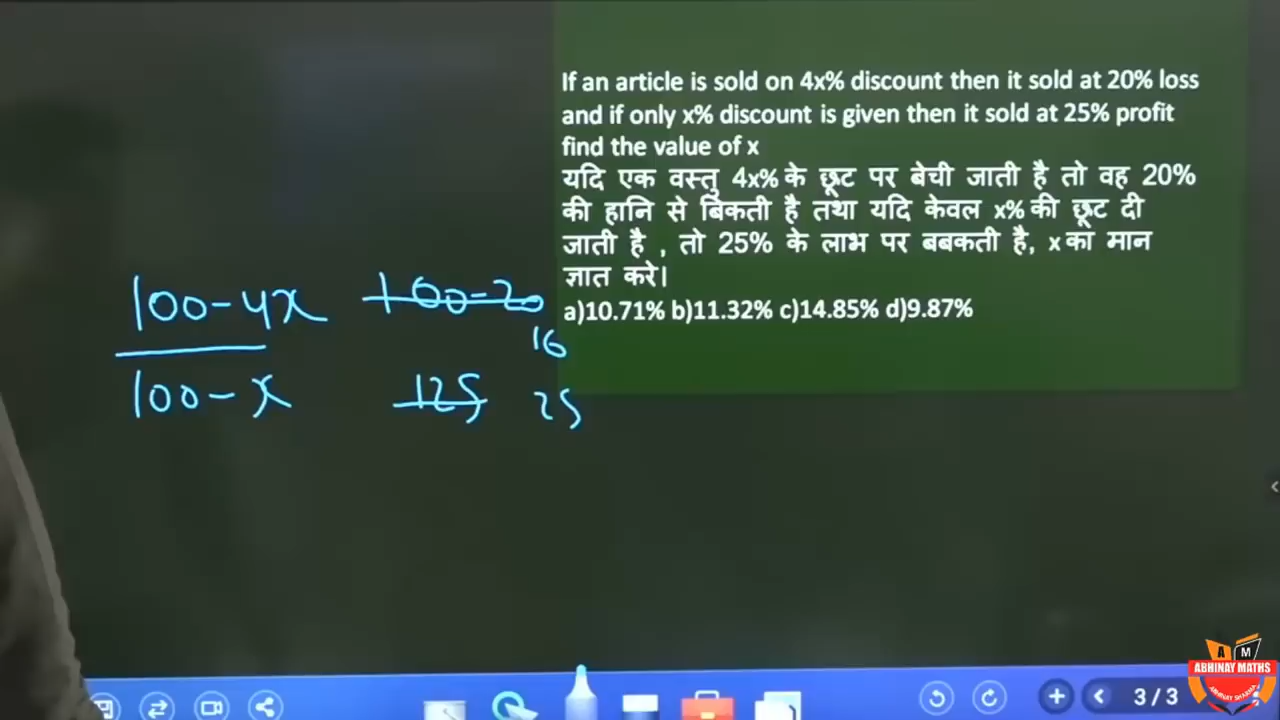 If an article is sold on 4x% discount then it sold at 20% loss
and if only x% discount is given then it sold at 25% profit
find the value of x
यदि एक वस्तु 4x% के छूट पर बेची जाती है तो वह 20%
की हानि से बिकती है तथा यदि केवल x% की छूट दी
जाती है , तो 25% के लाभ पर बबकती है, x का मान
ज्ञात करे।
a)10.71% b)11.32% c)14.85% d)9.87%
100-4x 100-20
16
100-x 125 25
3 / 3
A M
ABHINAY MATHS
ABHINAY SHARMA